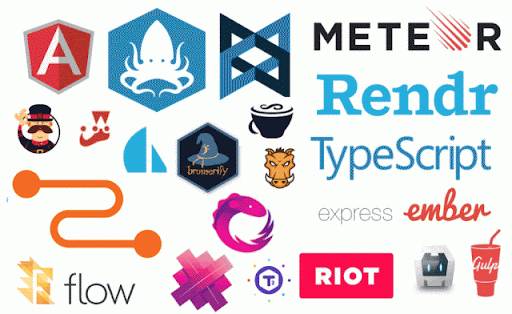 A
METEOR
Rendr
TypeScript
browserify
express
ember
flow
T
RIOT
Gulp